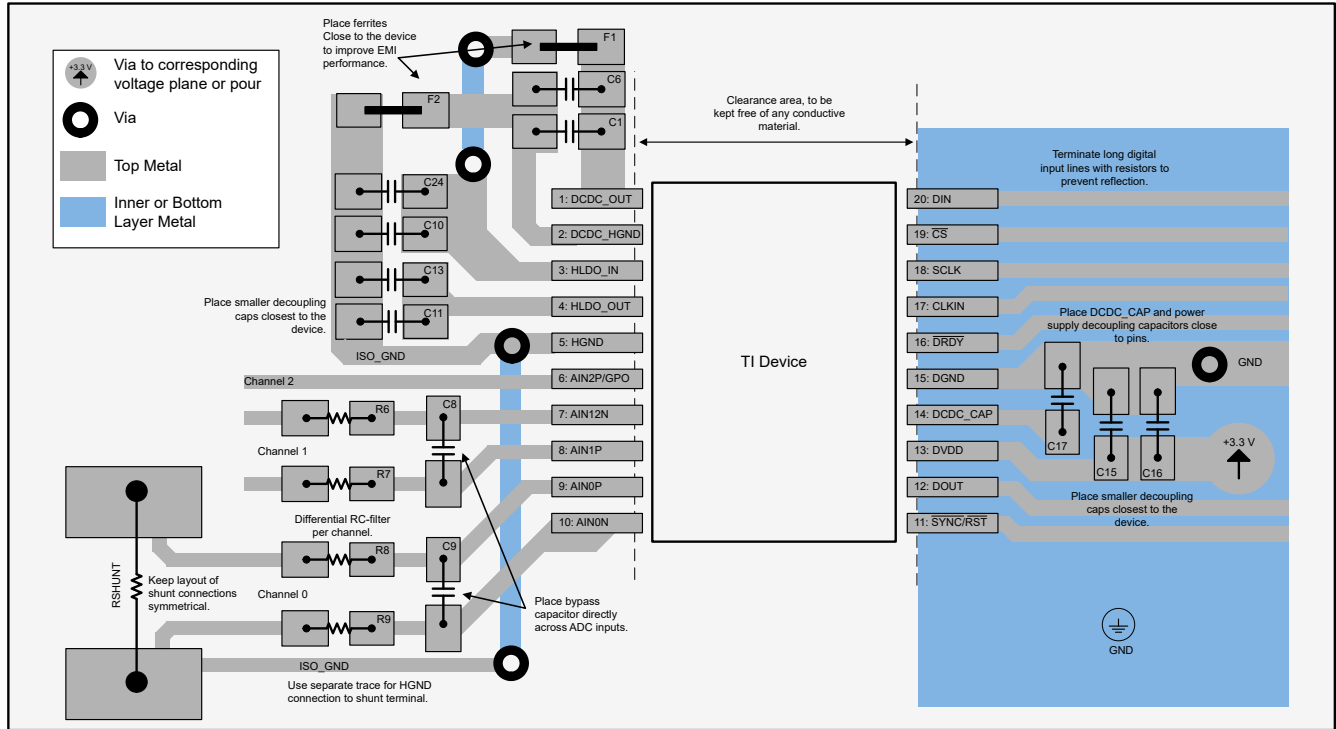 Place ferrites
Close to the device
to improve EMI
performance.
F1
+3.3 V
Via to corresponding
voltage plane or pour
Via
Top Metal
Inner or Bottom
Layer Metal
F2
C6
C1
Clearance area, to be
kept free of any conductive
material.
Terminate long digital
input lines with resistors to
prevent reflection.
C24
C10
C13
C11
Place smaller decoupling
caps closest to the
device.
ISO_GND
1: DCDC_OUT
2: DCDC_HGND
3: HLDO_IN
4: HLDO_OUT
5: HGND
6: AIN2P/GPO
7: AIN12N
8: AIN1P
9: AIN0P
10: AIN0N
TI Device
20: DIN
19: CS
18: SCLK
17: CLKIN
16: DRDY
15: DGND
14: DCDC_CAP
13: DVDD
12: DOUT
11: SYNC/RST
Place DCDC_CAP and power
supply decoupling capacitors close
to pins.
GND
C17
C15
C16
+3.3 V
Place smaller decoupling
caps closest to the
device.
GND
Channel 2
R6
C8
Channel 1
R7
Differential RC-filter
per channel.
R8
C9
RSHUNT
Keep layout of
shunt connections
symmetrical.
Channel 0
R9
Place bypass
capacitor directly
across ADC inputs.
ISO_GND
Use separate trace for HGND
connection to shunt terminal.